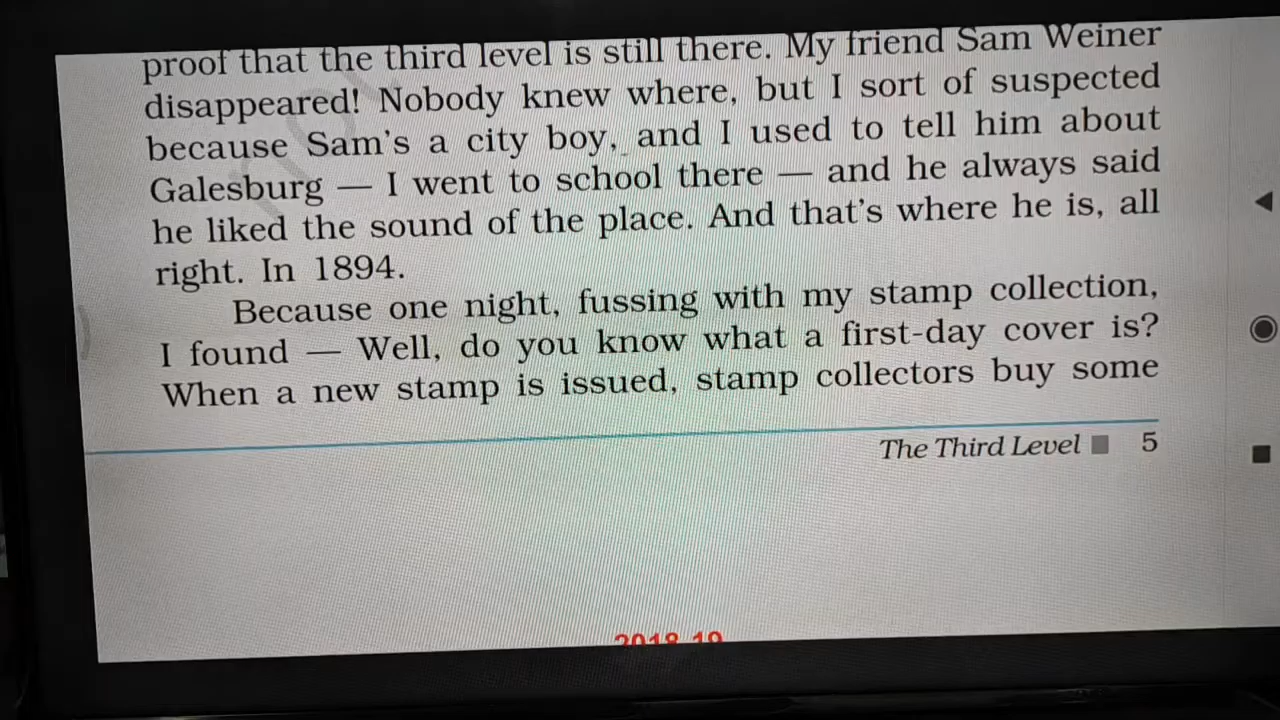 proof that the third level is still there. My friend Sam Weiner
disappeared! Nobody knew where, but I sort of suspected
because Sam's a city boy, and I used to tell him about
Galesburg — I went to school there — and he always said
he liked the sound of the place. And that's where he is, all
right. In 1894.
Because one night, fussing with my stamp collection,
I found — Well, do you know what a first-day cover is?
When a new stamp is issued, stamp collectors buy some
The Third Level ■ 5
2018-19